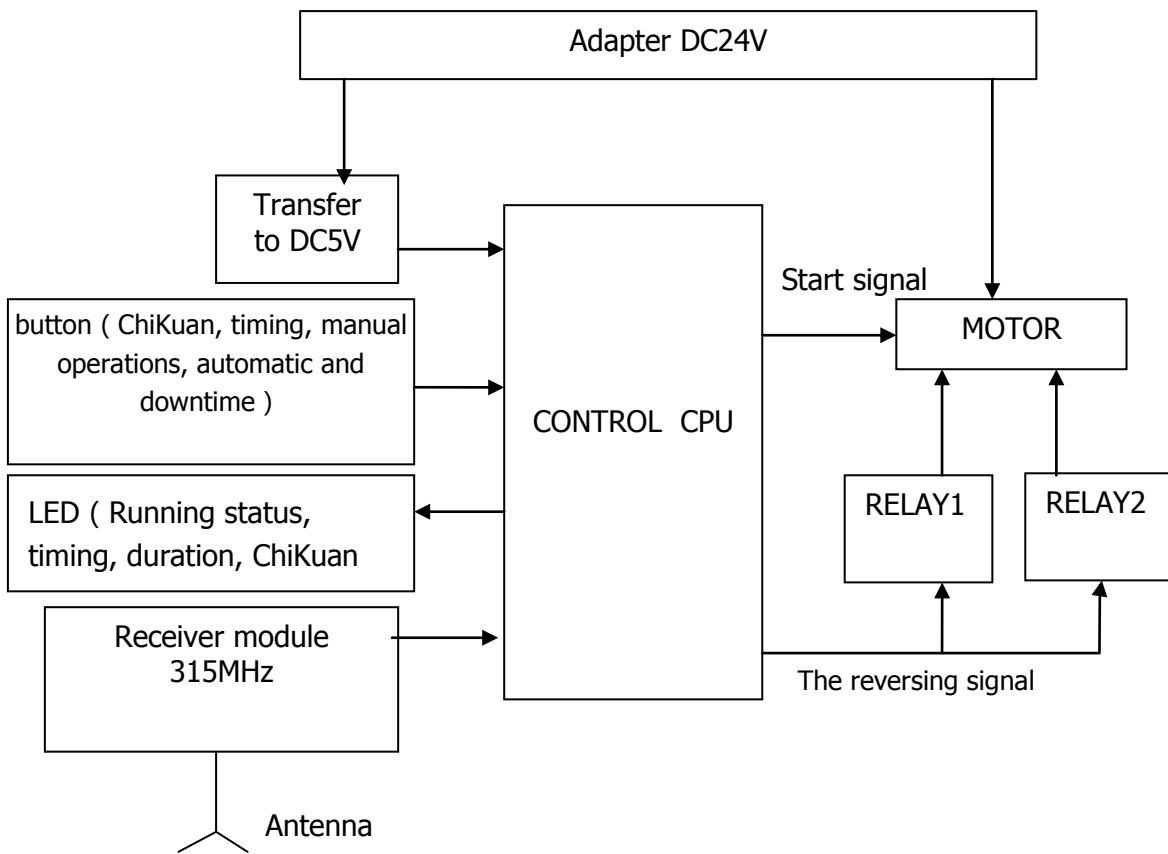 Adapter DC24V
Transfer
to DC5V
button ( ChiKuan, timing, manual
operations, automatic and
downtime )
LED ( Running status,
timing, duration, ChiKuan
Receiver module
315MHz
Antenna
CONTROL CPU
Start signal
MOTOR
RELAY1
RELAY2
The reversing signal